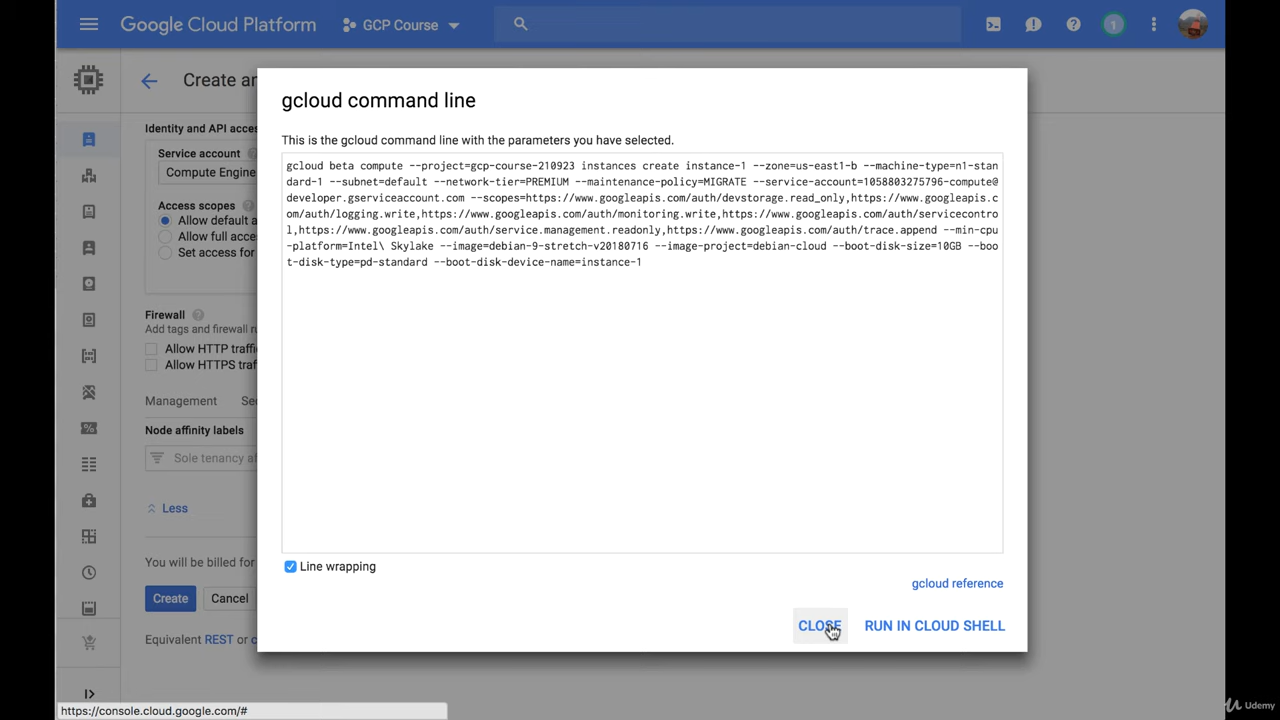 Google Cloud Platform
GCP Course
1
Create an
Identity and API acces
Service account
Compute Engine
Access scopes
Allow default a
Allow full acce
Set access for
Firewall
Add tags and firewall ru
Allow HTTP traffi
Allow HTTPS traf
Management Se
Node affinity labels
Sole tenancy a
Less
You will be billed for
Create Cancel
Equivalent REST or c
gcloud command line
This is the gcloud command line with the parameters you have selected.
gcloud beta compute --project=gcp-course-210923 instances create instance-1 --zone=us-east1-b --machine-type=n1-stan
dard-1 --subnet=default --network-tier=PREMIUM --maintenance-policy=MIGRATE --service-account=1058803275796-compute@
developer.gserviceaccount.com --scopes=https://www.googleapis.com/auth/devstorage.read_only,https://www.googleapis.c
om/auth/logging.write,https://www.googleapis.com/auth/monitoring.write,https://www.googleapis.com/auth/servicecontro
l,https://www.googleapis.com/auth/service.management.readonly,https://www.googleapis.com/auth/trace.append --min-cpu
-platform=Intel\ Skylake --image=debian-9-stretch-v20180716 --image-project=debian-cloud --boot-disk-size=10GB --boo
t-disk-type=pd-standard --boot-disk-device-name=instance-1
Line wrapping
gcloud reference
CLOSE RUN IN CLOUD SHELL
https://console.cloud.google.com/#
Udemy